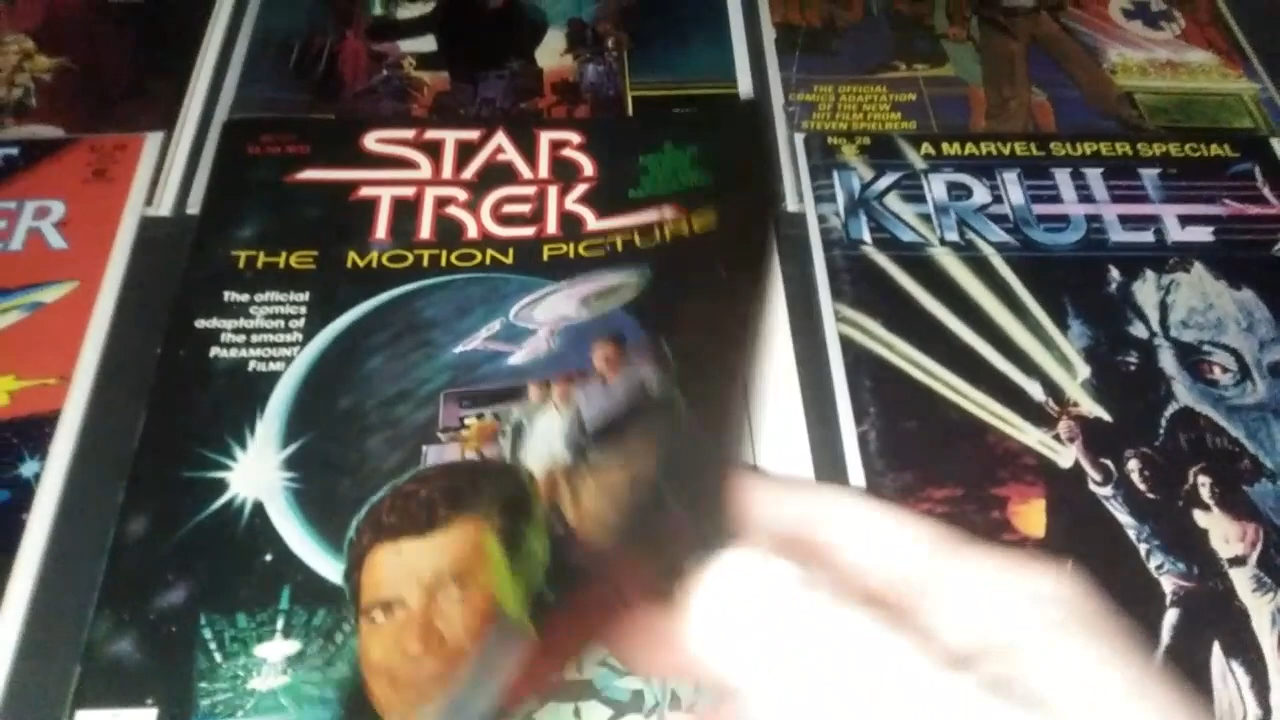 THE OFFICIAL
COMICS ADAPTATION
OF THE NEW
HIT FILM FROM
STEVEN SPIELBERG
ER
STAR
TREK
THE MOTION PICTURE
The official
comics
adaptation of
the smash
PARAMOUNT
FILM!
No. 28
A MARVEL SUPER SPECIAL
KRULL